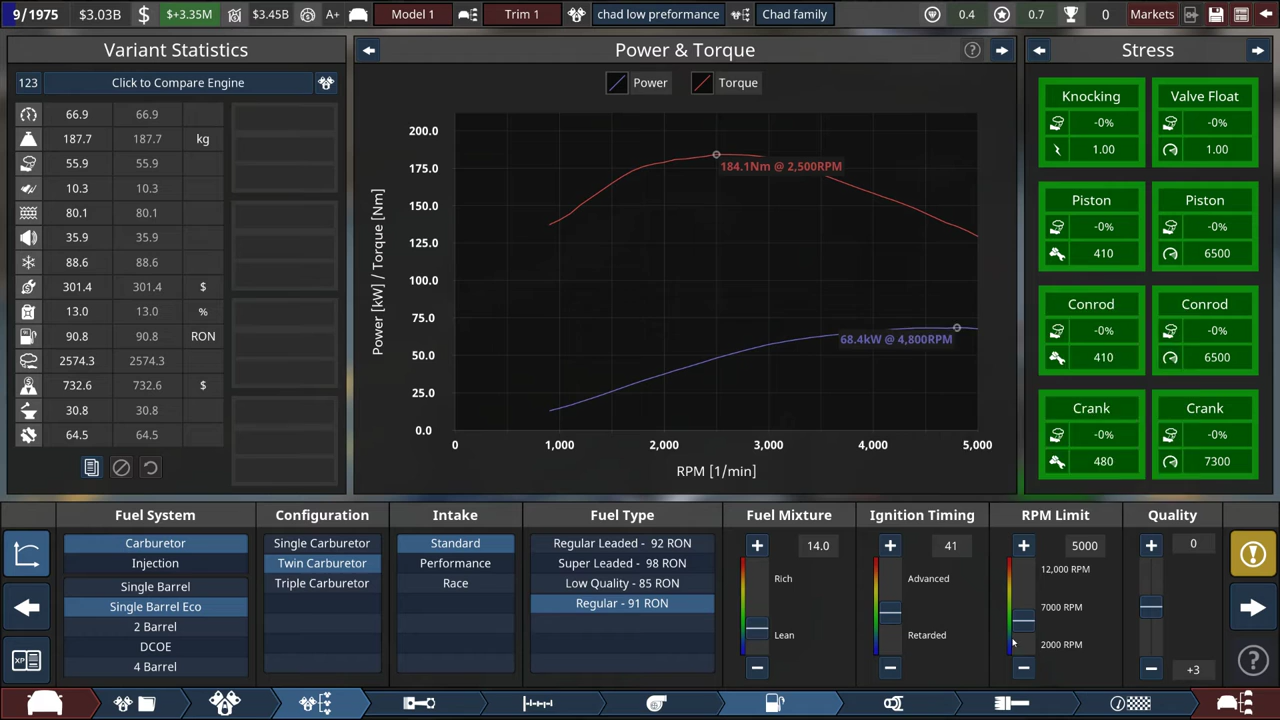 9/1975 $3.03B $+3.35M $3.45B A+ Model 1 Trim 1 chad low preformance Chad family 0.4 0.7 0 Markets
Variant Statistics
123 Click to Compare Engine
66.9 66.9
187.7 187.7 kg
55.9 55.9
10.3 10.3
80.1 80.1
35.9 35.9
88.6 88.6
301.4 301.4 $
13.0 13.0 %
90.8 90.8 RON
2574.3 2574.3
732.6 732.6 $
30.8 30.8
64.5 64.5
Power & Torque ?
Power Torque
Power [kW] / Torque [Nm]
200.0
175.0
150.0
125.0
100.0
75.0
50.0
25.0
0.0
184.1Nm @ 2,500RPM
68.4kW @ 4,800RPM
0 1,000 2,000 3,000 4,000 5,000
RPM [1/min]
Stress
Knocking Valve Float
-0% -0%
1.00 1.00
Piston Piston
-0% -0%
410 6500
Conrod Conrod
-0% -0%
410 6500
Crank Crank
-0% -0%
480 7300
Fuel System
Carburetor
Injection
Single Barrel
Single Barrel Eco
2 Barrel
DCOE
4 Barrel
Configuration
Single Carburetor
Twin Carburetor
Triple Carburetor
Intake
Standard
Performance
Race
Fuel Type
Regular Leaded - 92 RON
Super Leaded - 98 RON
Low Quality - 85 RON
Regular - 91 RON
Fuel Mixture
+ 14.0
Rich
Lean
-
Ignition Timing
+ 41
Advanced
Retarded
-
RPM Limit
+ 5000
12,000 RPM
7000 RPM
2000 RPM
-
Quality
+ 0
- +3
!
?
XP